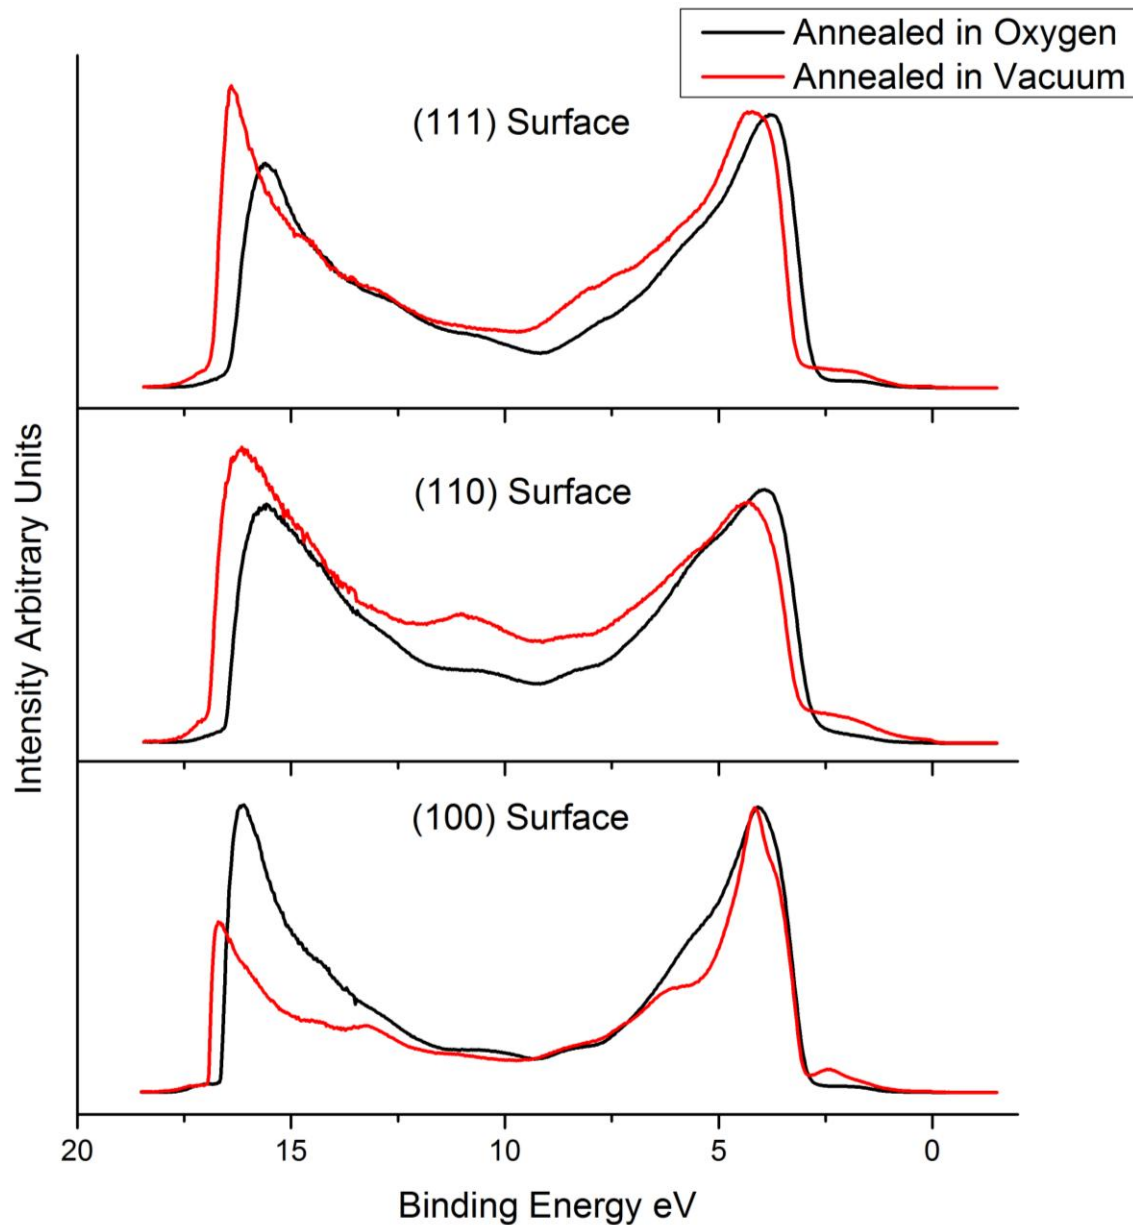 Annealed in Oxygen
Annealed in Vacuum
(111) Surface
(110) Surface
(100) Surface
Intensity Arbitrary Units
20 15 10 5 0
Binding Energy eV